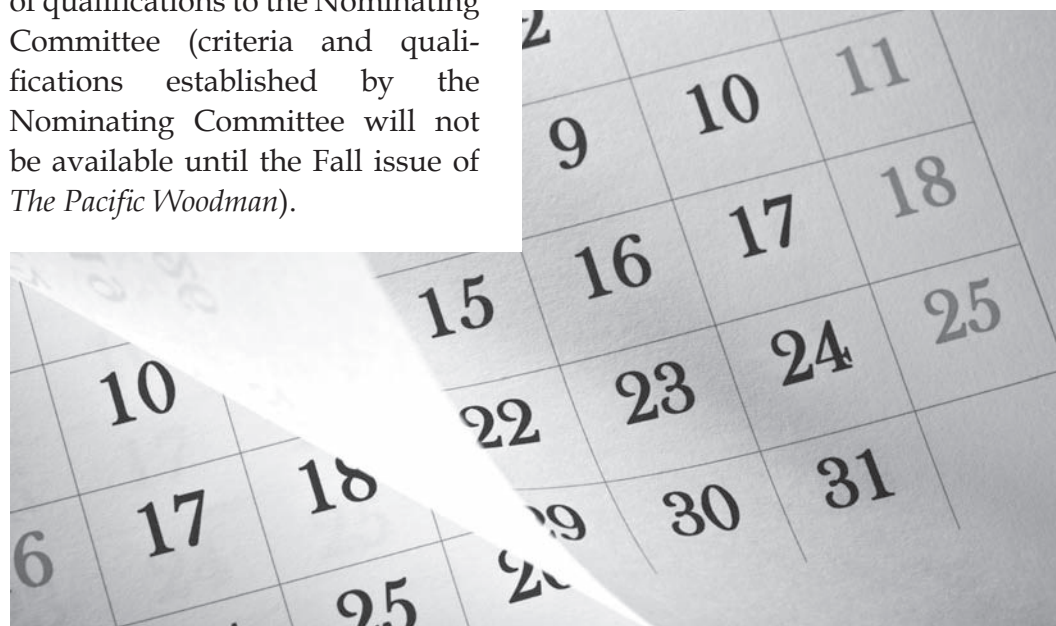 of qualifications to the Nominating
Committee (criteria and quali-
fications established by the
Nominating Committee will not
be available until the Fall issue of
The Pacific Woodman).
2
9 10 11
15 16 17 18
22 23 24 25
29 30 31
10
6 17 18
25